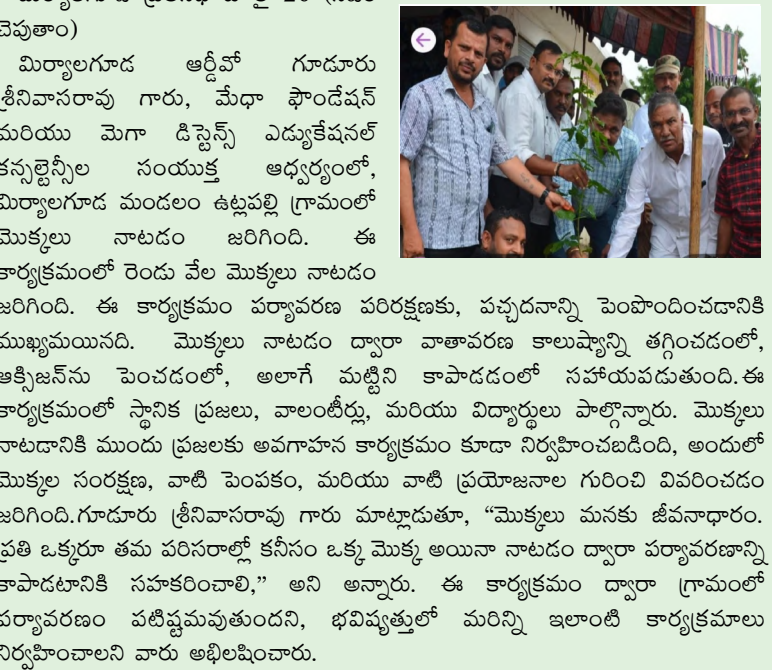 చెపుతాం)
మిర్యాలగూడ ఆర్డీవో గూడూరు
శ్రీనివాసరావు గారు, మేధా ఫౌండేషన్
మరియు మెగా డిస్టెన్స్ ఎడ్యుకేషనల్
కన్సల్టెన్సీల సంయుక్త ఆధ్వర్యంలో,
మిర్యాలగూడ మండలం ఉట్లపల్లి గ్రామంలో
మొక్కలు నాటడం జరిగింది. ఈ
కార్యక్రమంలో రెండు వేల మొక్కలు నాటడం
జరిగింది. ఈ కార్యక్రమం పర్యావరణ పరిరక్షణకు, పచ్చదనాన్ని పెంపొందించడానికి
ముఖ్యమయినది. మొక్కలు నాటడం ద్వారా వాతావరణ కాలుష్యాన్ని తగ్గించడంలో,
ఆక్సిజన్‌ను పెంచడంలో, అలాగే మట్టిని కాపాడడంలో సహాయపడుతుంది.ఈ
కార్యక్రమంలో స్థానిక ప్రజలు, వాలంటీర్లు, మరియు విద్యార్థులు పాల్గొన్నారు. మొక్కలు
నాటడానికి ముందు ప్రజలకు అవగాహన కార్యక్రమం కూడా నిర్వహించబడింది, అందులో
మొక్కల సంరక్షణ, వాటి పెంపకం, మరియు వాటి ప్రయోజనాల గురించి వివరించడం
జరిగింది.గూడూరు శ్రీనివాసరావు గారు మాట్లాడుతూ, “మొక్కలు మనకు జీవనాధారం.
ప్రతి ఒక్కరూ తమ పరిసరాల్లో కనీసం ఒక్క మొక్క అయినా నాటడం ద్వారా పర్యావరణాన్ని
కాపాడటానికి సహకరించాలి,” అని అన్నారు. ఈ కార్యక్రమం ద్వారా గ్రామంలో
పర్యావరణం పటిష్టమవుతుందని, భవిష్యత్తులో మరిన్ని ఇలాంటి కార్యక్రమాలు
నిర్వహించాలని వారు అభిలషించారు.